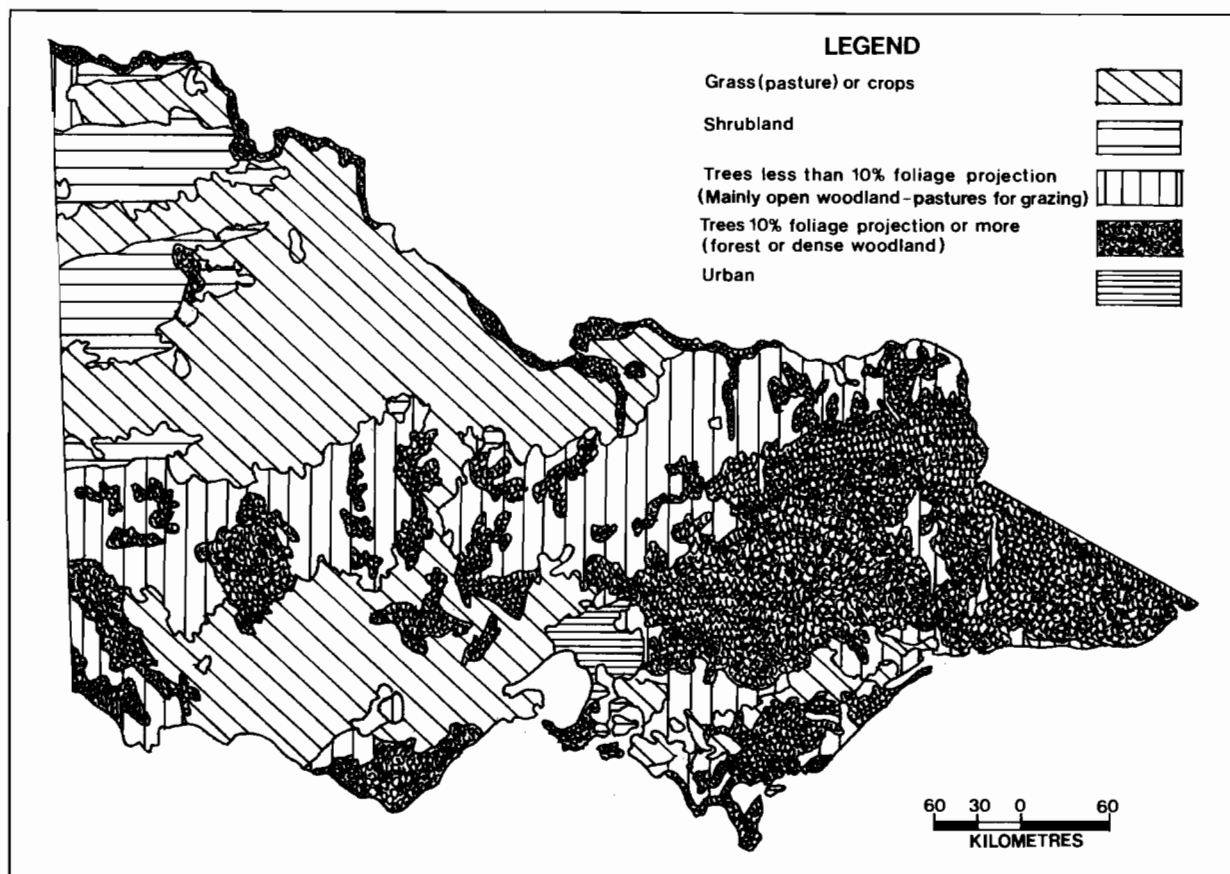 LEGEND
Grass (pasture) or crops
Shrubland
Trees less than 10% foliage projection
(Mainly open woodland-pastures for grazing)
Trees 10% foliage projection or more
(forest or dense woodland)
Urban
60 30 0 60
KILOMETRES